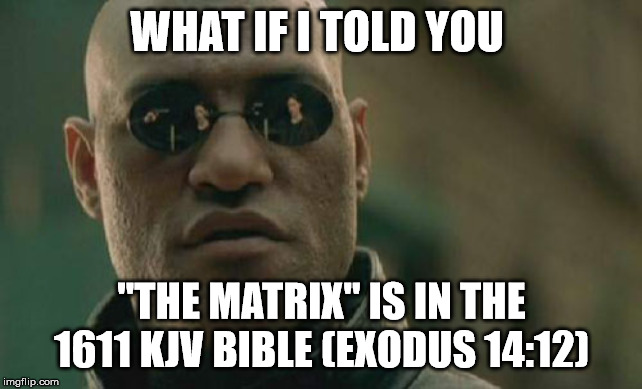 WHAT IF I TOLD YOU
"THE MATRIX" IS IN THE
1611 KJV BIBLE (EXODUS 14:12)
imgflip.com